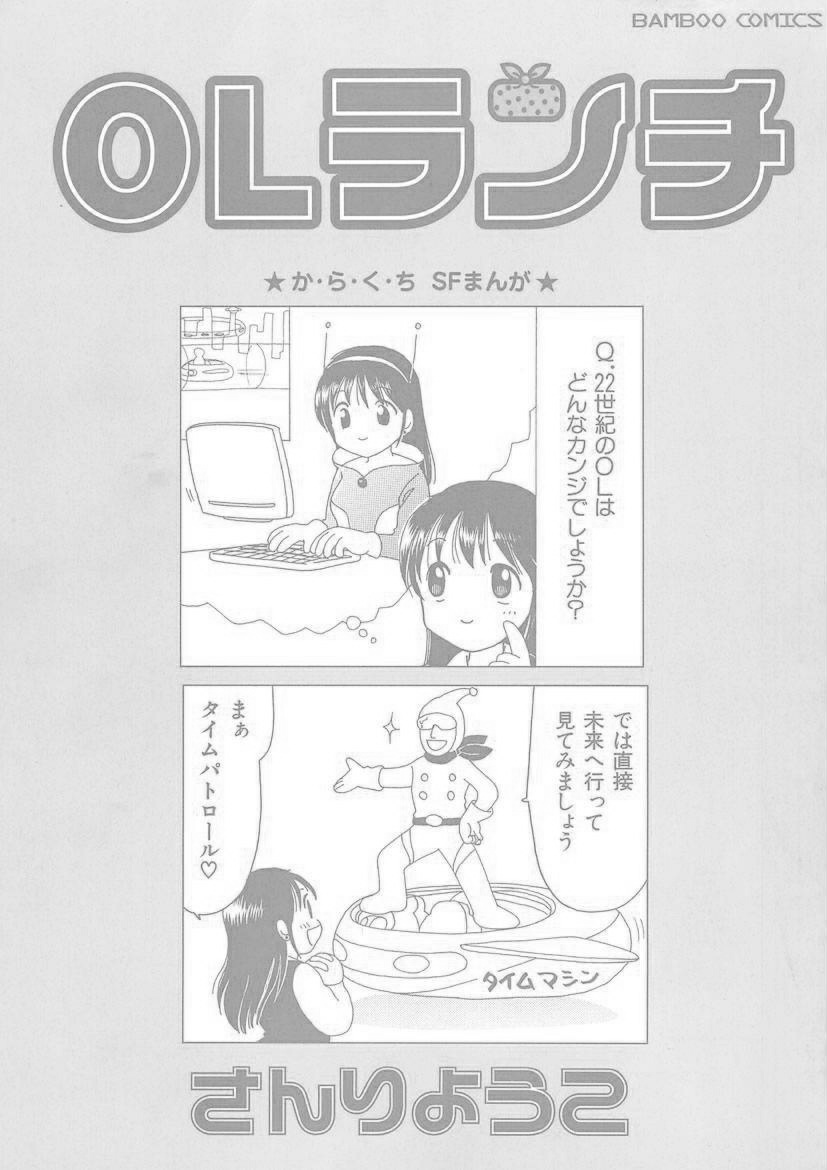 BAMBOO COMICS
OLランチ
★か・ら・く・ち SFまんが★
Q.22世紀のOLは
どんなカンジでしょうか?
では直接
未来へ行って
見てみましょう
まぁ
タイムパトロール♡
タイムマシン
さんりようこ